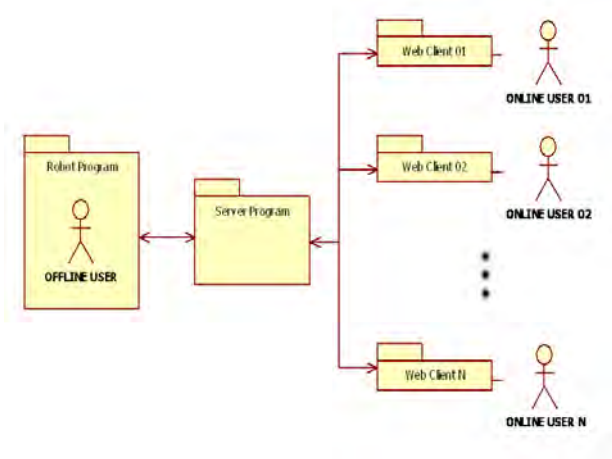 Web Client 01
ONLINE USER 01
Robot Program
Web Client 02
Server Program
ONLINE USER 02
OFFLINE USER
Web Client N
ONLINE USER N